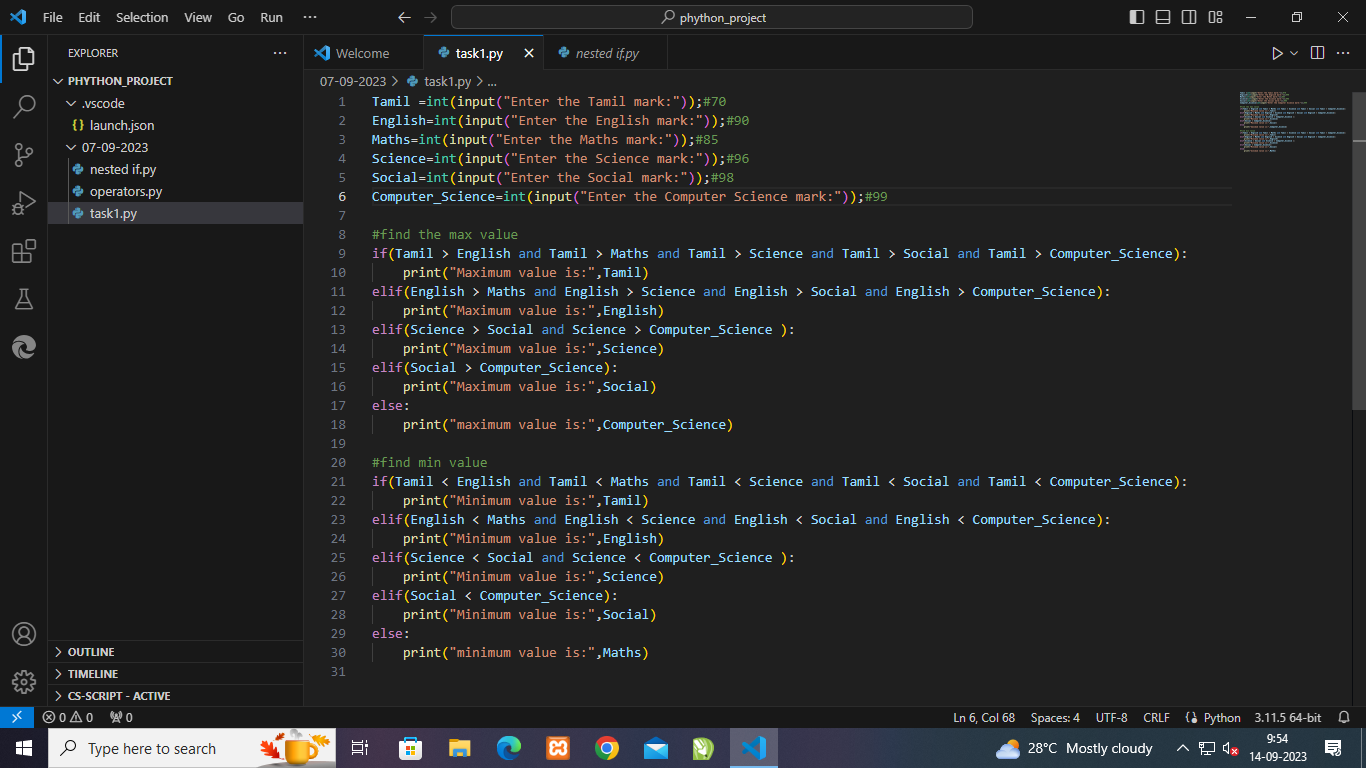 File Edit Selection View Go Run ··· phython_project
EXPLORER ···
PHYTHON_PROJECT
.vscode
{} launch.json
07-09-2023
nested if.py
operators.py
task1.py
OUTLINE
TIMELINE
CS-SCRIPT - ACTIVE
Welcome task1.py nested if.py
07-09-2023 > task1.py > ...
1 Tamil =int(input("Enter the Tamil mark:"));#70
2 English=int(input("Enter the English mark:"));#90
3 Maths=int(input("Enter the Maths mark:"));#85
4 Science=int(input("Enter the Science mark:"));#96
5 Social=int(input("Enter the Social mark:"));#98
6 Computer_Science=int(input("Enter the Computer Science mark:"));#99
7
8 #find the max value
9 if(Tamil > English and Tamil > Maths and Tamil > Science and Tamil > Social and Tamil > Computer_Science):
10 print("Maximum value is:",Tamil)
11 elif(English > Maths and English > Science and English > Social and English > Computer_Science):
12 print("Maximum value is:",English)
13 elif(Science > Social and Science > Computer_Science ):
14 print("Maximum value is:",Science)
15 elif(Social > Computer_Science):
16 print("Maximum value is:",Social)
17 else:
18 print("maximum value is:",Computer_Science)
19
20 #find min value
21 if(Tamil < English and Tamil < Maths and Tamil < Science and Tamil < Social and Tamil < Computer_Science):
22 print("Minimum value is:",Tamil)
23 elif(English < Maths and English < Science and English < Social and English < Computer_Science):
24 print("Minimum value is:",English)
25 elif(Science < Social and Science < Computer_Science ):
26 print("Minimum value is:",Science)
27 elif(Social < Computer_Science):
28 print("Minimum value is:",Social)
29 else:
30 print("minimum value is:",Maths)
31
0 0 0 Ln 6, Col 68 Spaces: 4 UTF-8 CRLF Python 3.11.5 64-bit
Type here to search 28°C Mostly cloudy 9:54
14-09-2023